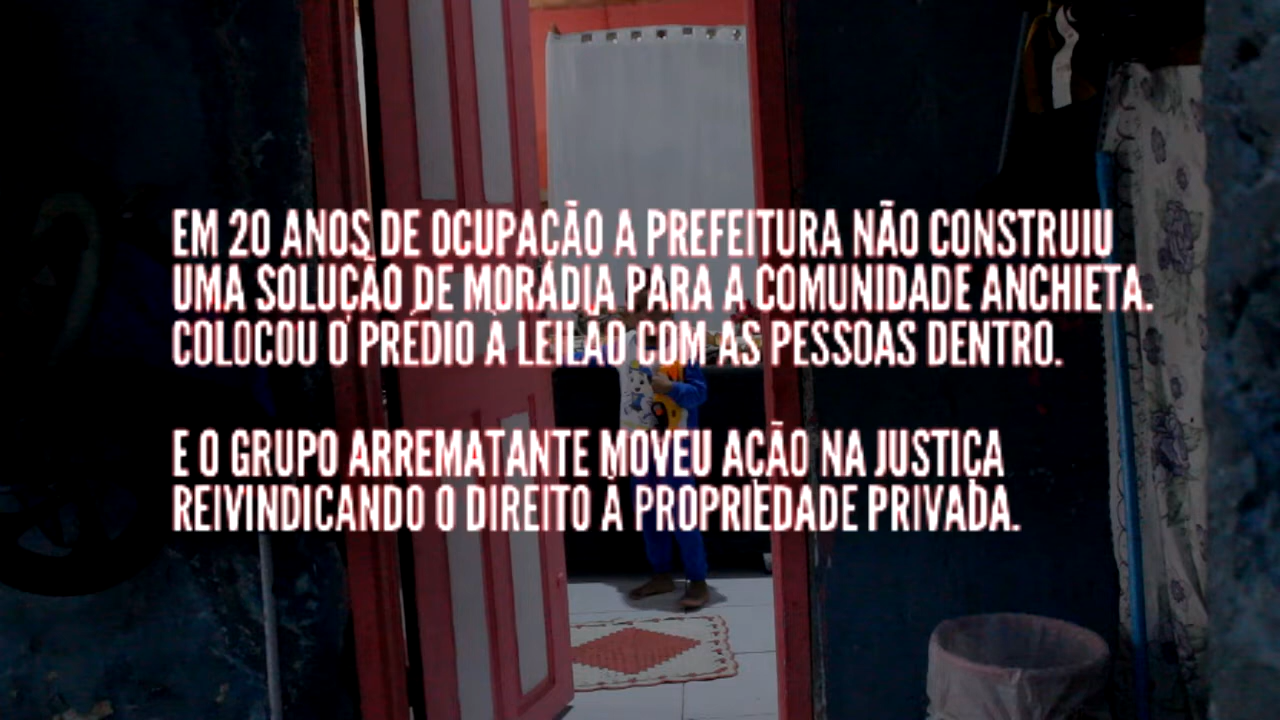 EM 20 ANOS DE OCUPAÇÃO A PREFEITURA NÃO CONSTRUIU
UMA SOLUÇÃO DE MORÁDIA PARA A COMUNIDADE ANCHIETA.
COLOCOU O PRÉDIO À LEILÃO COM AS PESSOAS DENTRO.
E O GRUPO ARREMATANTE MOVEU AÇÃO NA JUSTIÇA
REIVINDICANDO O DIREITO À PROPRIEDADE PRIVADA.